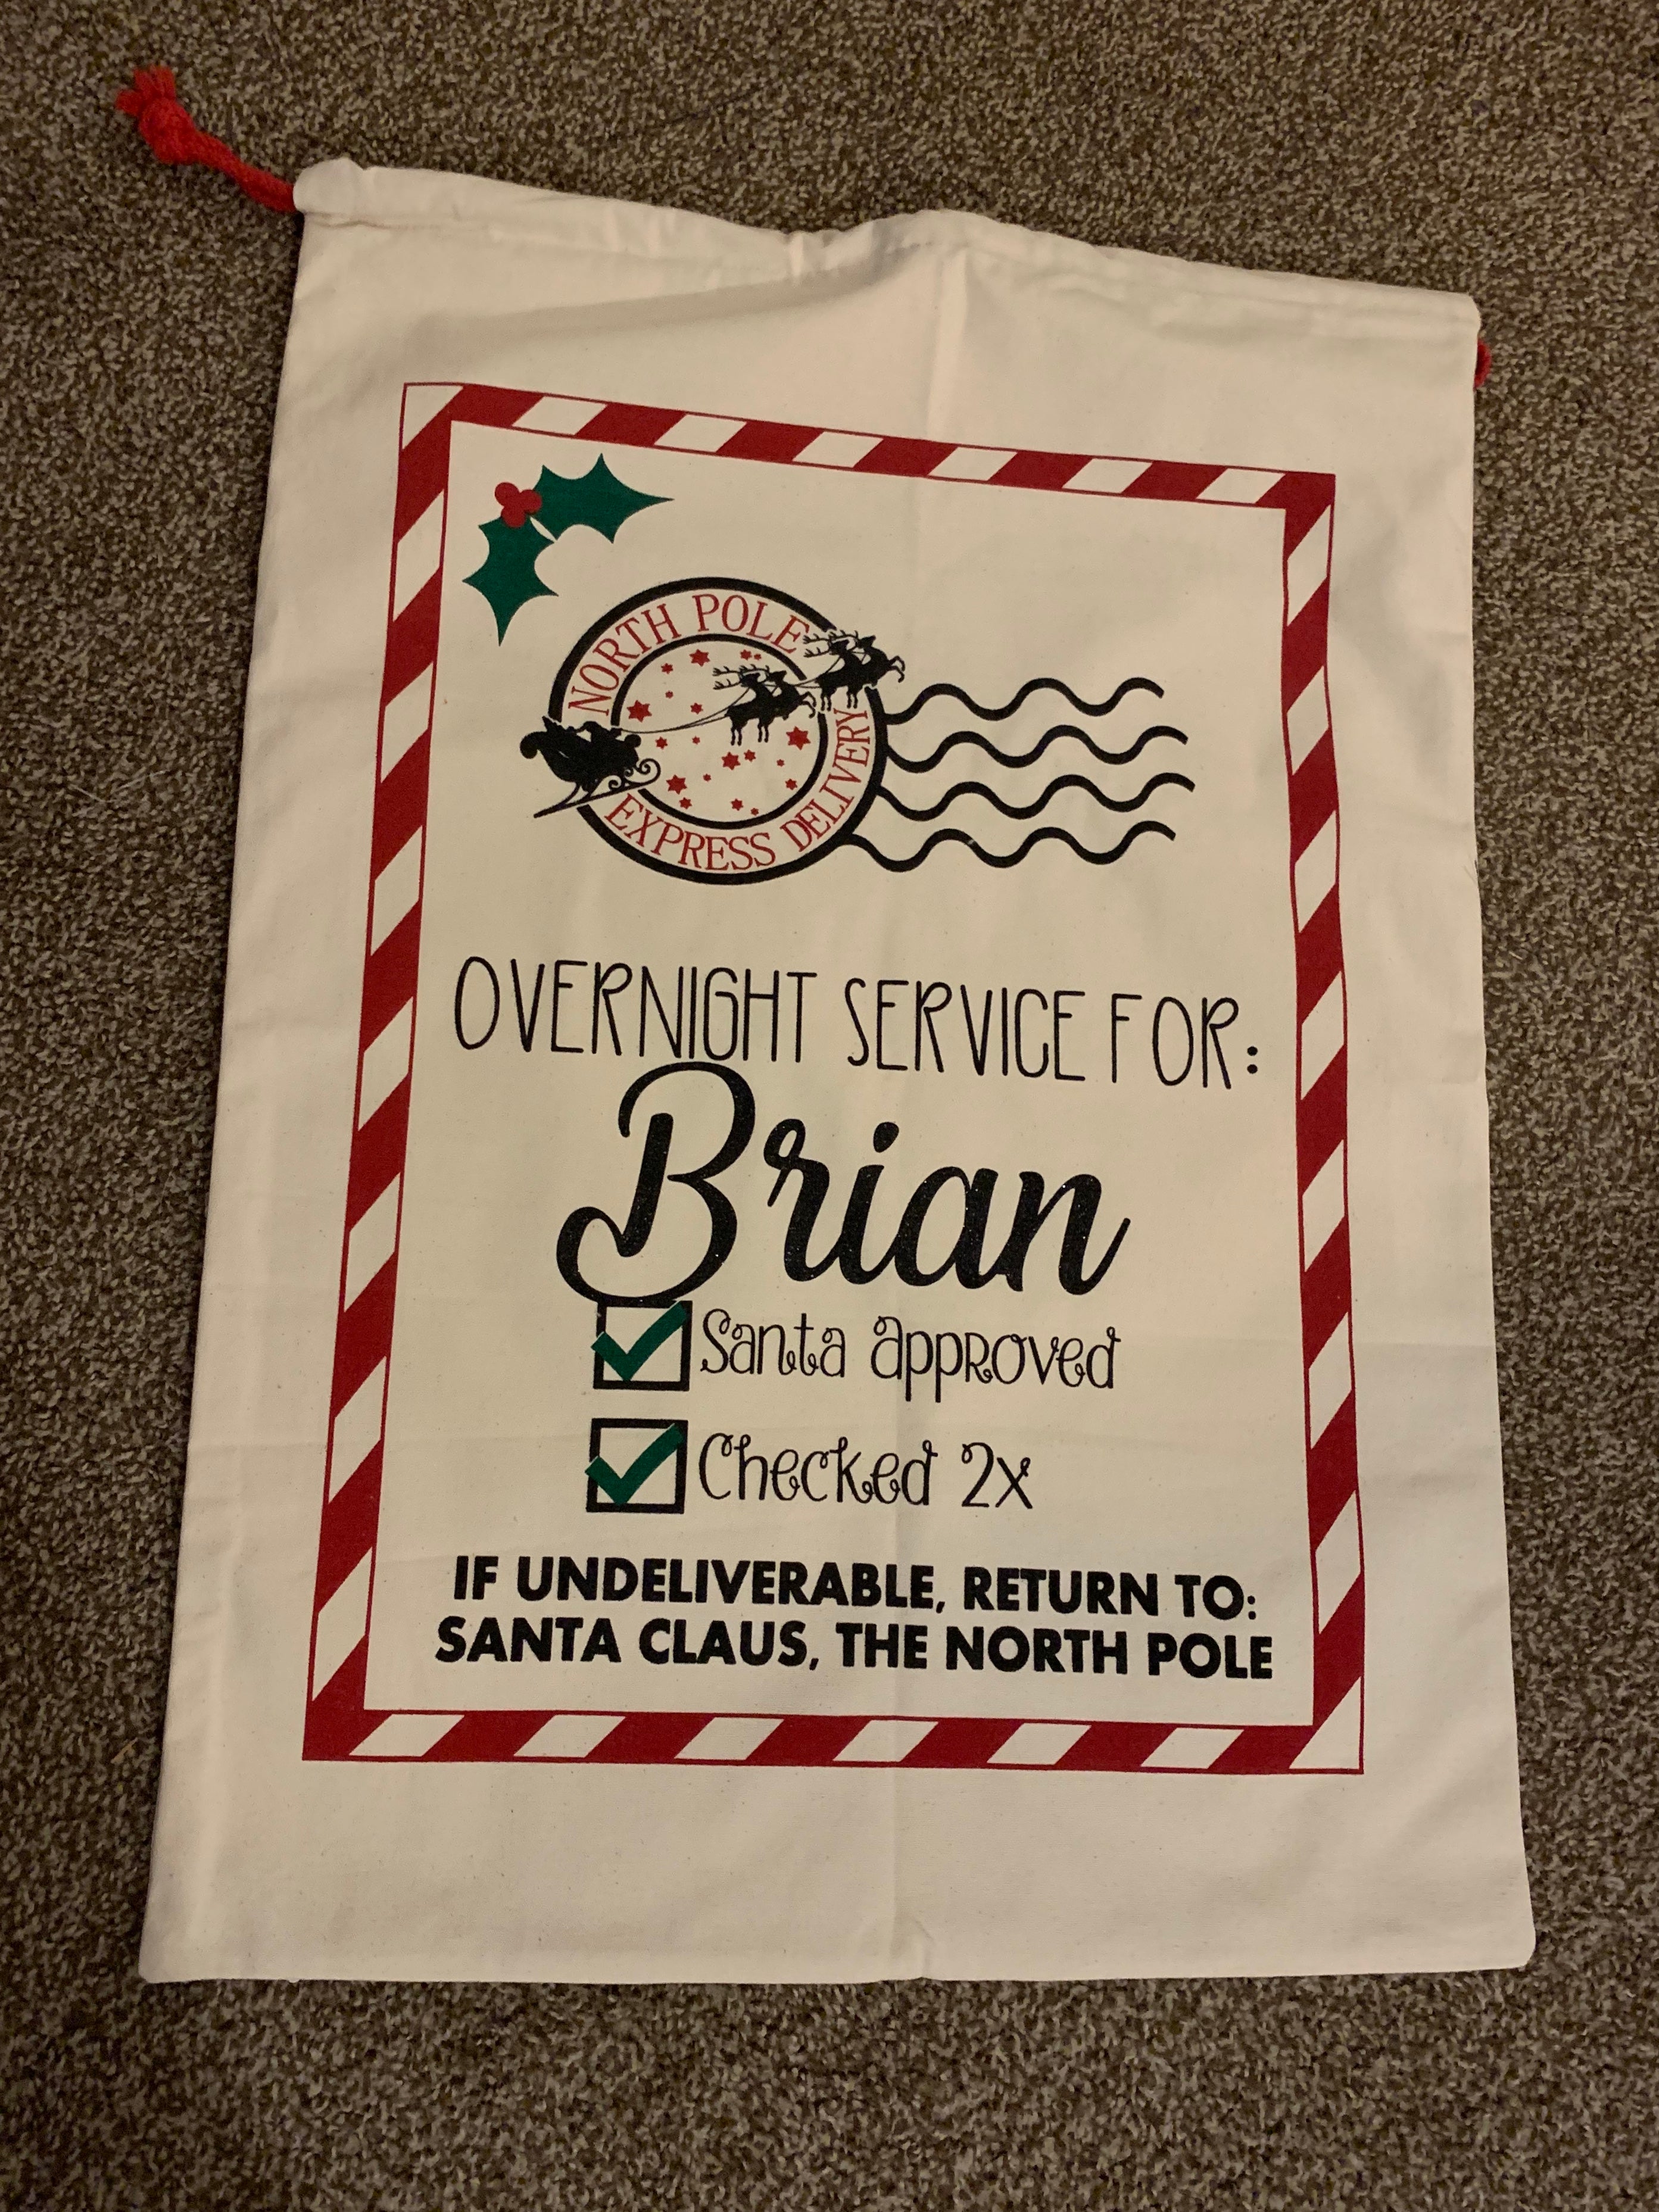 NORTH POLE
EXPRESS DELIVERY
OVERNIGHT SERVICE FOR:
Brian
Santa approved
Checked 2x
IF UNDELIVERABLE, RETURN TO:
SANTA CLAUS, THE NORTH POLE